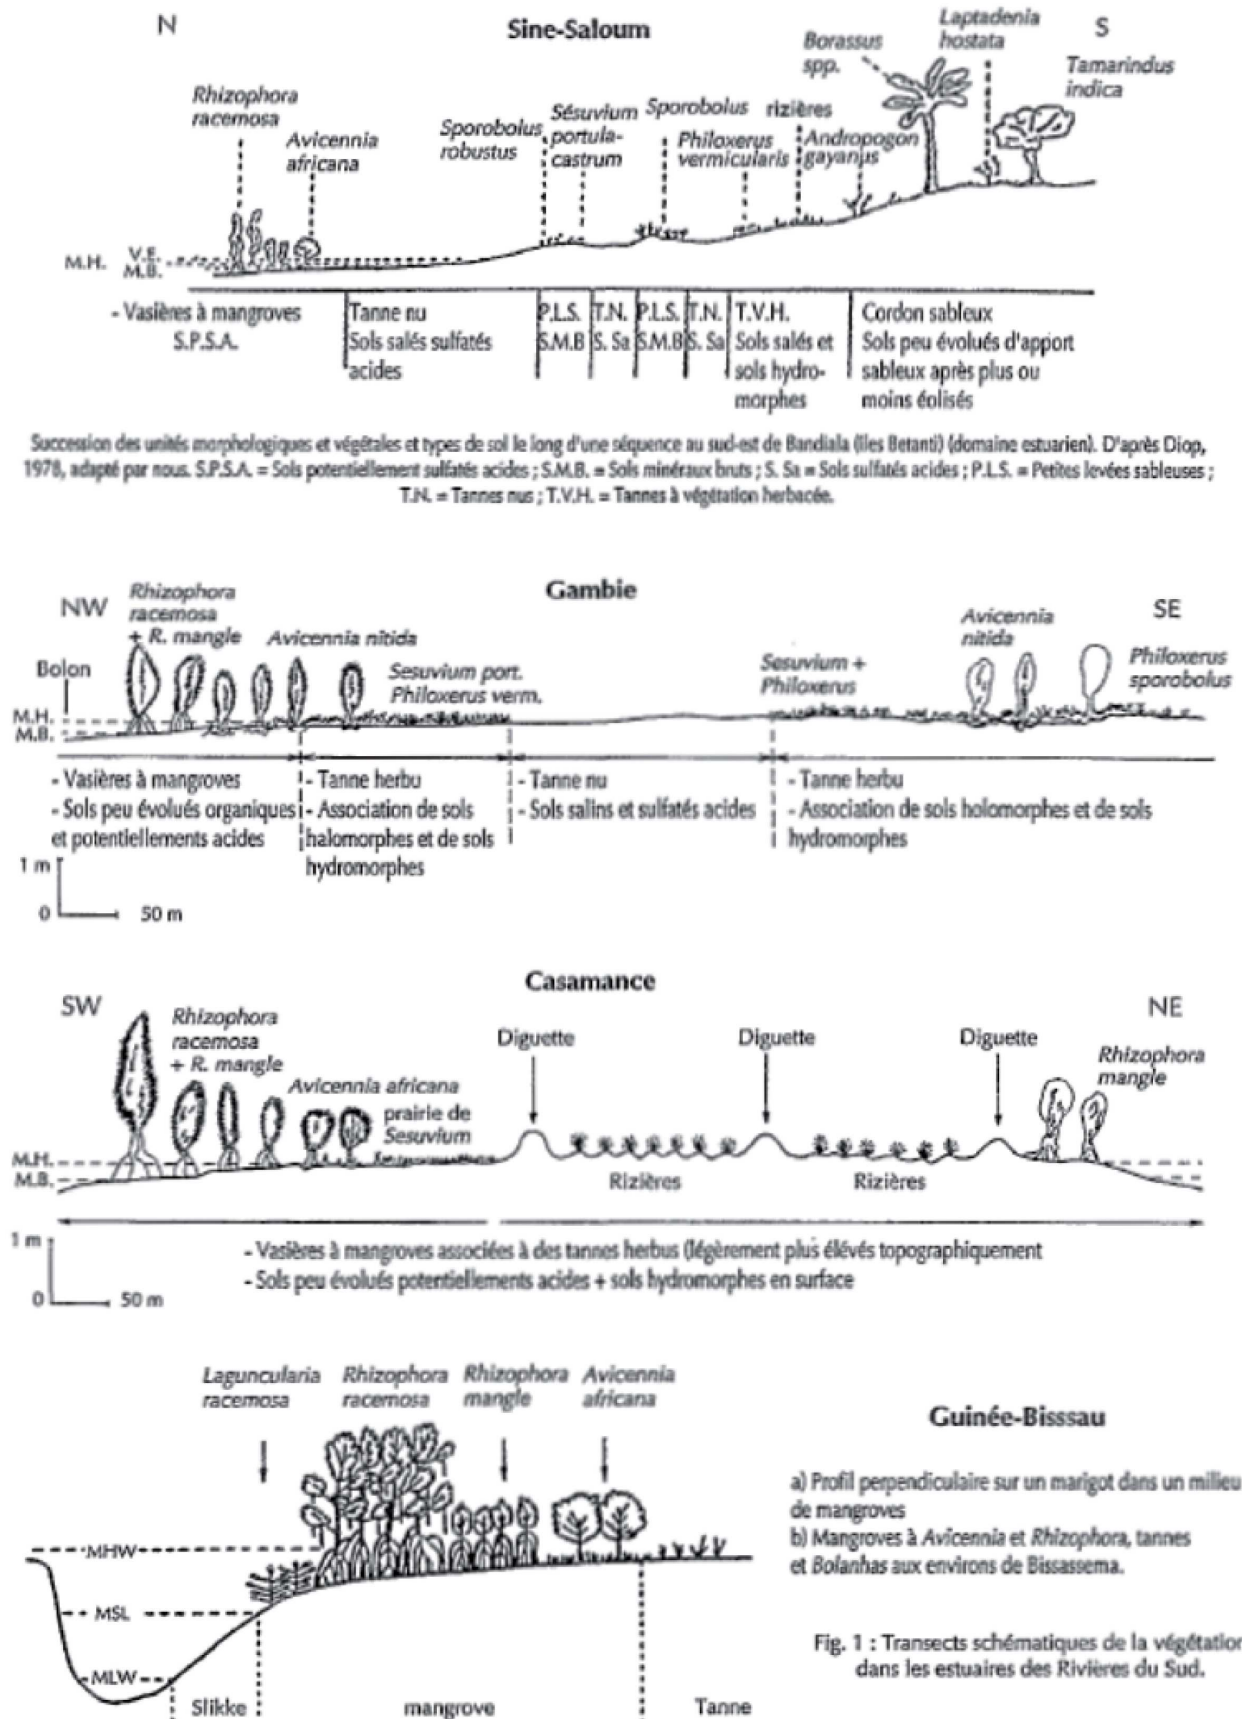 N
Sine-Saloum
S
Rhizophora
racemosa
Avicennia
africana
Sporobolus
robustus
Sésuvium
portula-
castrum
Sporobolus
Philoxerus
vermicularis
rizières
Andropogon
gayanus
Borassus
spp.
Laptadenia
hostata
Tamarindus
indica
M.H.
V.E.
M.B.
- Vasières à mangroves
S.P.S.A.
Tanne nu
Sols salés sulfatés
acides
P.L.S.
S.M.B
T.N.
S. Sa
P.L.S.
S.M.B
T.N.
S. Sa
T.V.H.
Sols salés et
sols hydro-
morphes
Cordon sableux
Sols peu évolués d'apport
sableux après plus ou
moins éolisés
Succession des unités morphologiques et végétales et types de sol le long d'une séquence au sud-est de Bandiala (îles Betanti) (domaine estuarien). D'après Diop,
1978, adapté par nous. S.P.S.A. = Sols potentiellement sulfatés acides ; S.M.B. = Sols minéraux bruts ; S. Sa = Sols sulfatés acides ; P.L.S. = Petites levées sableuses ;
T.N. = Tannes nus ; T.V.H. = Tannes à végétation herbacée.
Gambie
NW
SE
Bolon
Rhizophora
racemosa
+ R. mangle
Avicennia nitida
Sesuvium port.
Philoxerus verm.
Sesuvium +
Philoxerus
Avicennia
nitida
Philoxerus
sporobolus
M.H.
M.B.
- Vasières à mangroves
- Sols peu évolués organiques
et potentiellements acides
- Tanne herbu
- Association de sols
halomorphes et de sols
hydromorphes
- Tanne nu
- Sols salins et sulfatés acides
- Tanne herbu
- Association de sols holomorphes et de sols
hydromorphes
1 m
0
50 m
Casamance
SW
NE
Rhizophora
racemosa
+ R. mangle
Avicennia africana
prairie de
Sesuvium
Diguette
Diguette
Diguette
Rhizophora
mangle
M.H.
M.B.
Rizières
Rizières
- Vasières à mangroves associées à des tannes herbus (légèrement plus élévés topographiquement
- Sols peu évolués potentiellements acides + sols hydromorphes en surface
1 m
0
50 m
Laguncularia
racemosa
Rhizophora
racemosa
Rhizophora
mangle
Avicennia
africana
MHW
MSL
MLW
Slikke
mangrove
Tanne
Guinée-Bisssau
a) Profil perpendiculaire sur un marigot dans un milieu
de mangroves
b) Mangroves à Avicennia et Rhizophora, tannes
et Bolanhas aux environs de Bissassema.
Fig. 1 : Transects schématiques de la végétation
dans les estuaires des Rivières du Sud.